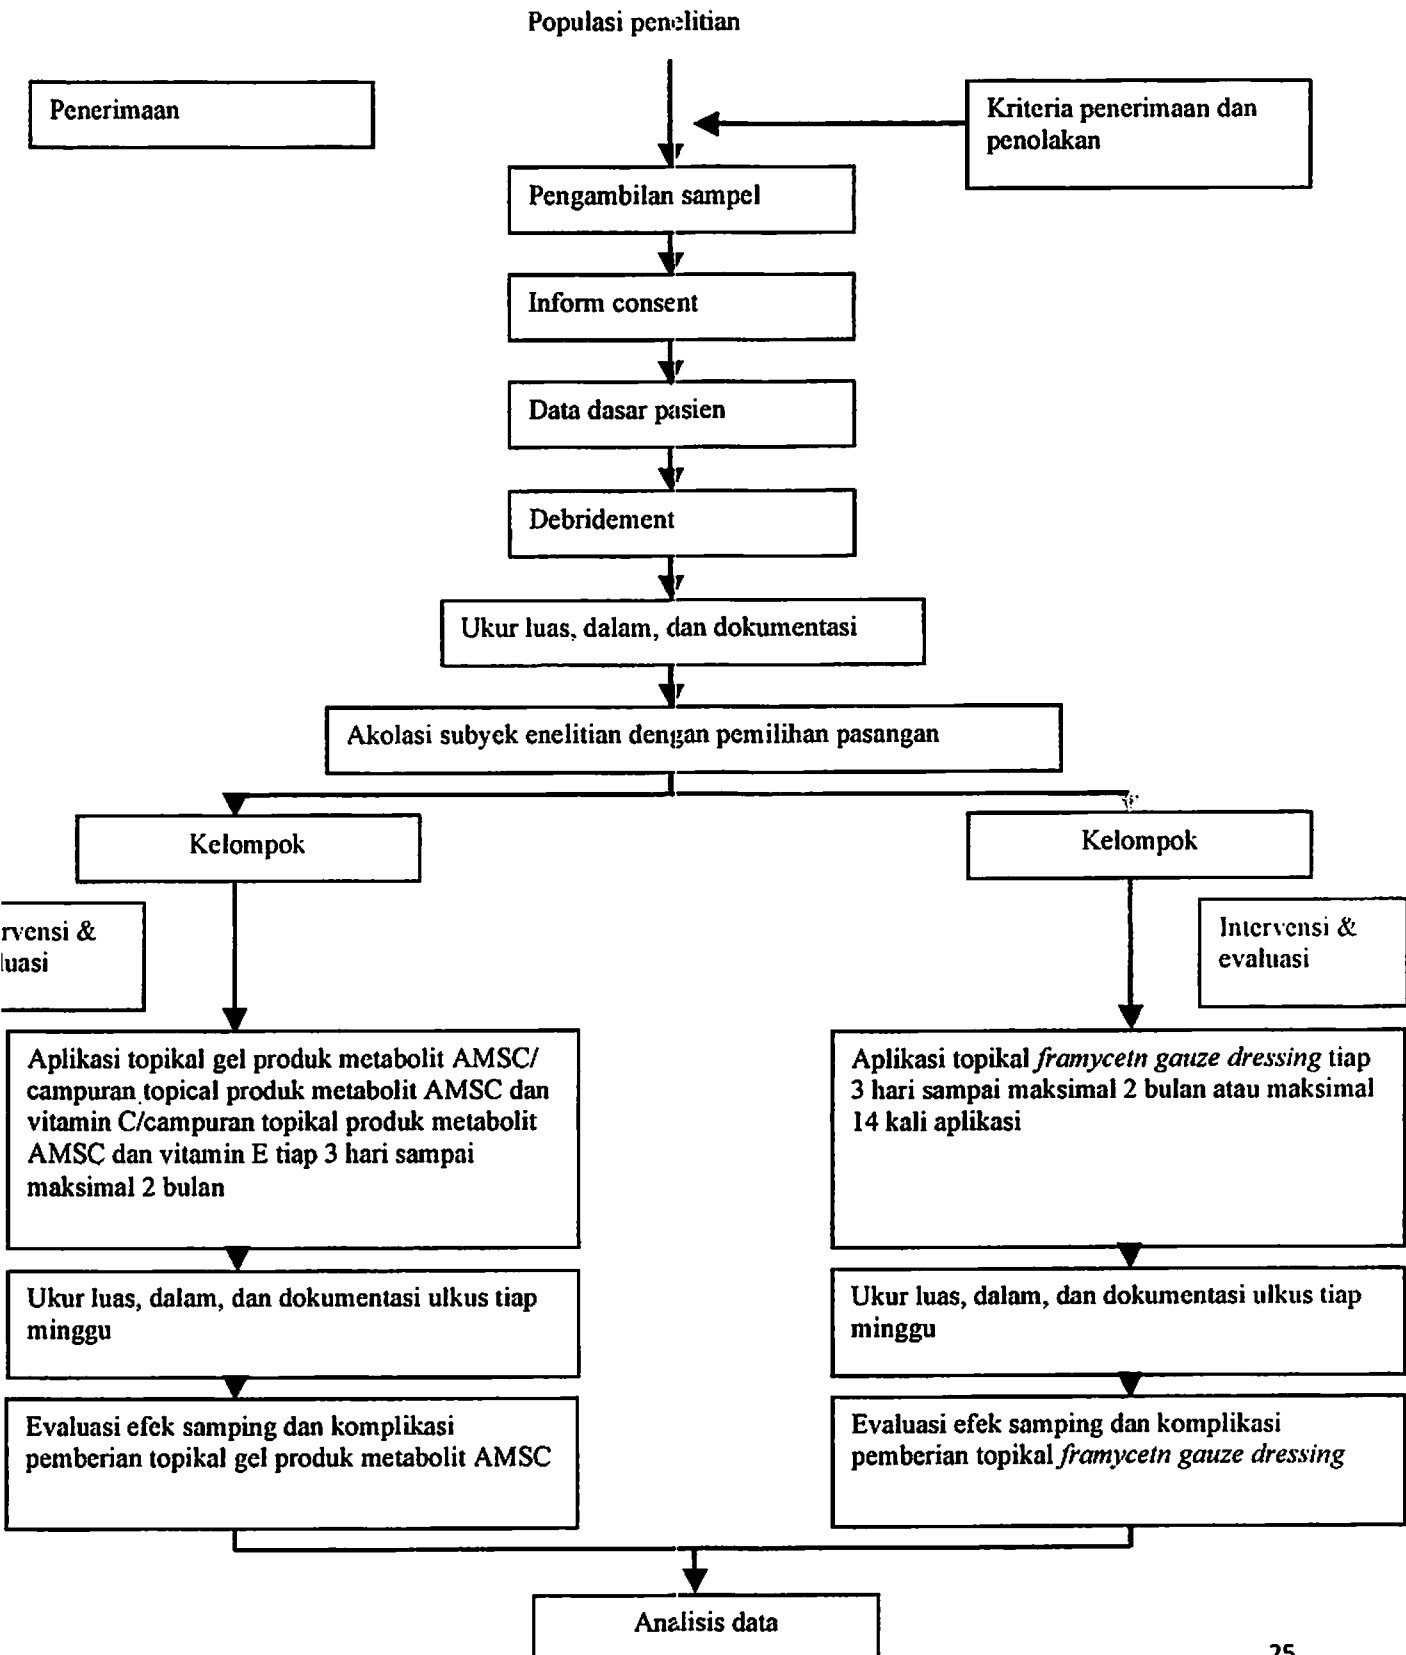 Populasi penelitian
Penerimaan
Kriteria penerimaan dan
penolakan
Pengambilan sampel
Inform consent
Data dasar pasien
Debridement
Ukur luas, dalam, dan dokumentasi
Akolasi subyek enelitian dengan pemilihan pasangan
Kelompok
Kelompok
rvensi &
luasi
Intervensi &
evaluasi
Aplikasi topikal gel produk metabolit AMSC/
campuran topical produk metabolit AMSC dan
vitamin C/campuran topikal produk metabolit
AMSC dan vitamin E tiap 3 hari sampai
maksimal 2 bulan
Aplikasi topikal framycetn gauze dressing tiap
3 hari sampai maksimal 2 bulan atau maksimal
14 kali aplikasi
Ukur luas, dalam, dan dokumentasi ulkus tiap
minggu
Ukur luas, dalam, dan dokumentasi ulkus tiap
minggu
Evaluasi efek samping dan komplikasi
pemberian topikal gel produk metabolit AMSC
Evaluasi efek samping dan komplikasi
pemberian topikal framycetn gauze dressing
Analisis data
25